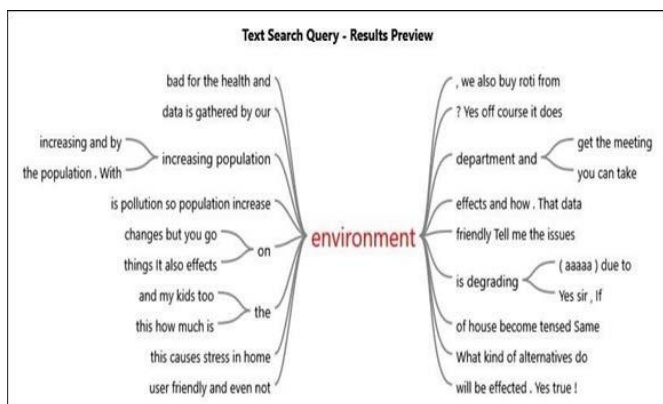 Text Search Query - Results Preview
bad for the health and
data is gathered by our
increasing and by
the population . With
increasing population
is pollution so population increase
changes but you go
things It also effects
on
and my kids too
this how much is
the
this causes stress in home
user friendly and even not
environment
, we also buy roti from
? Yes off course it does
department and
get the meeting
you can take
effects and how . That data
friendly Tell me the issues
is degrading
( aaaaa ) due to
Yes sir , If
of house become tensed Same
What kind of alternatives do
will be effected . Yes true !